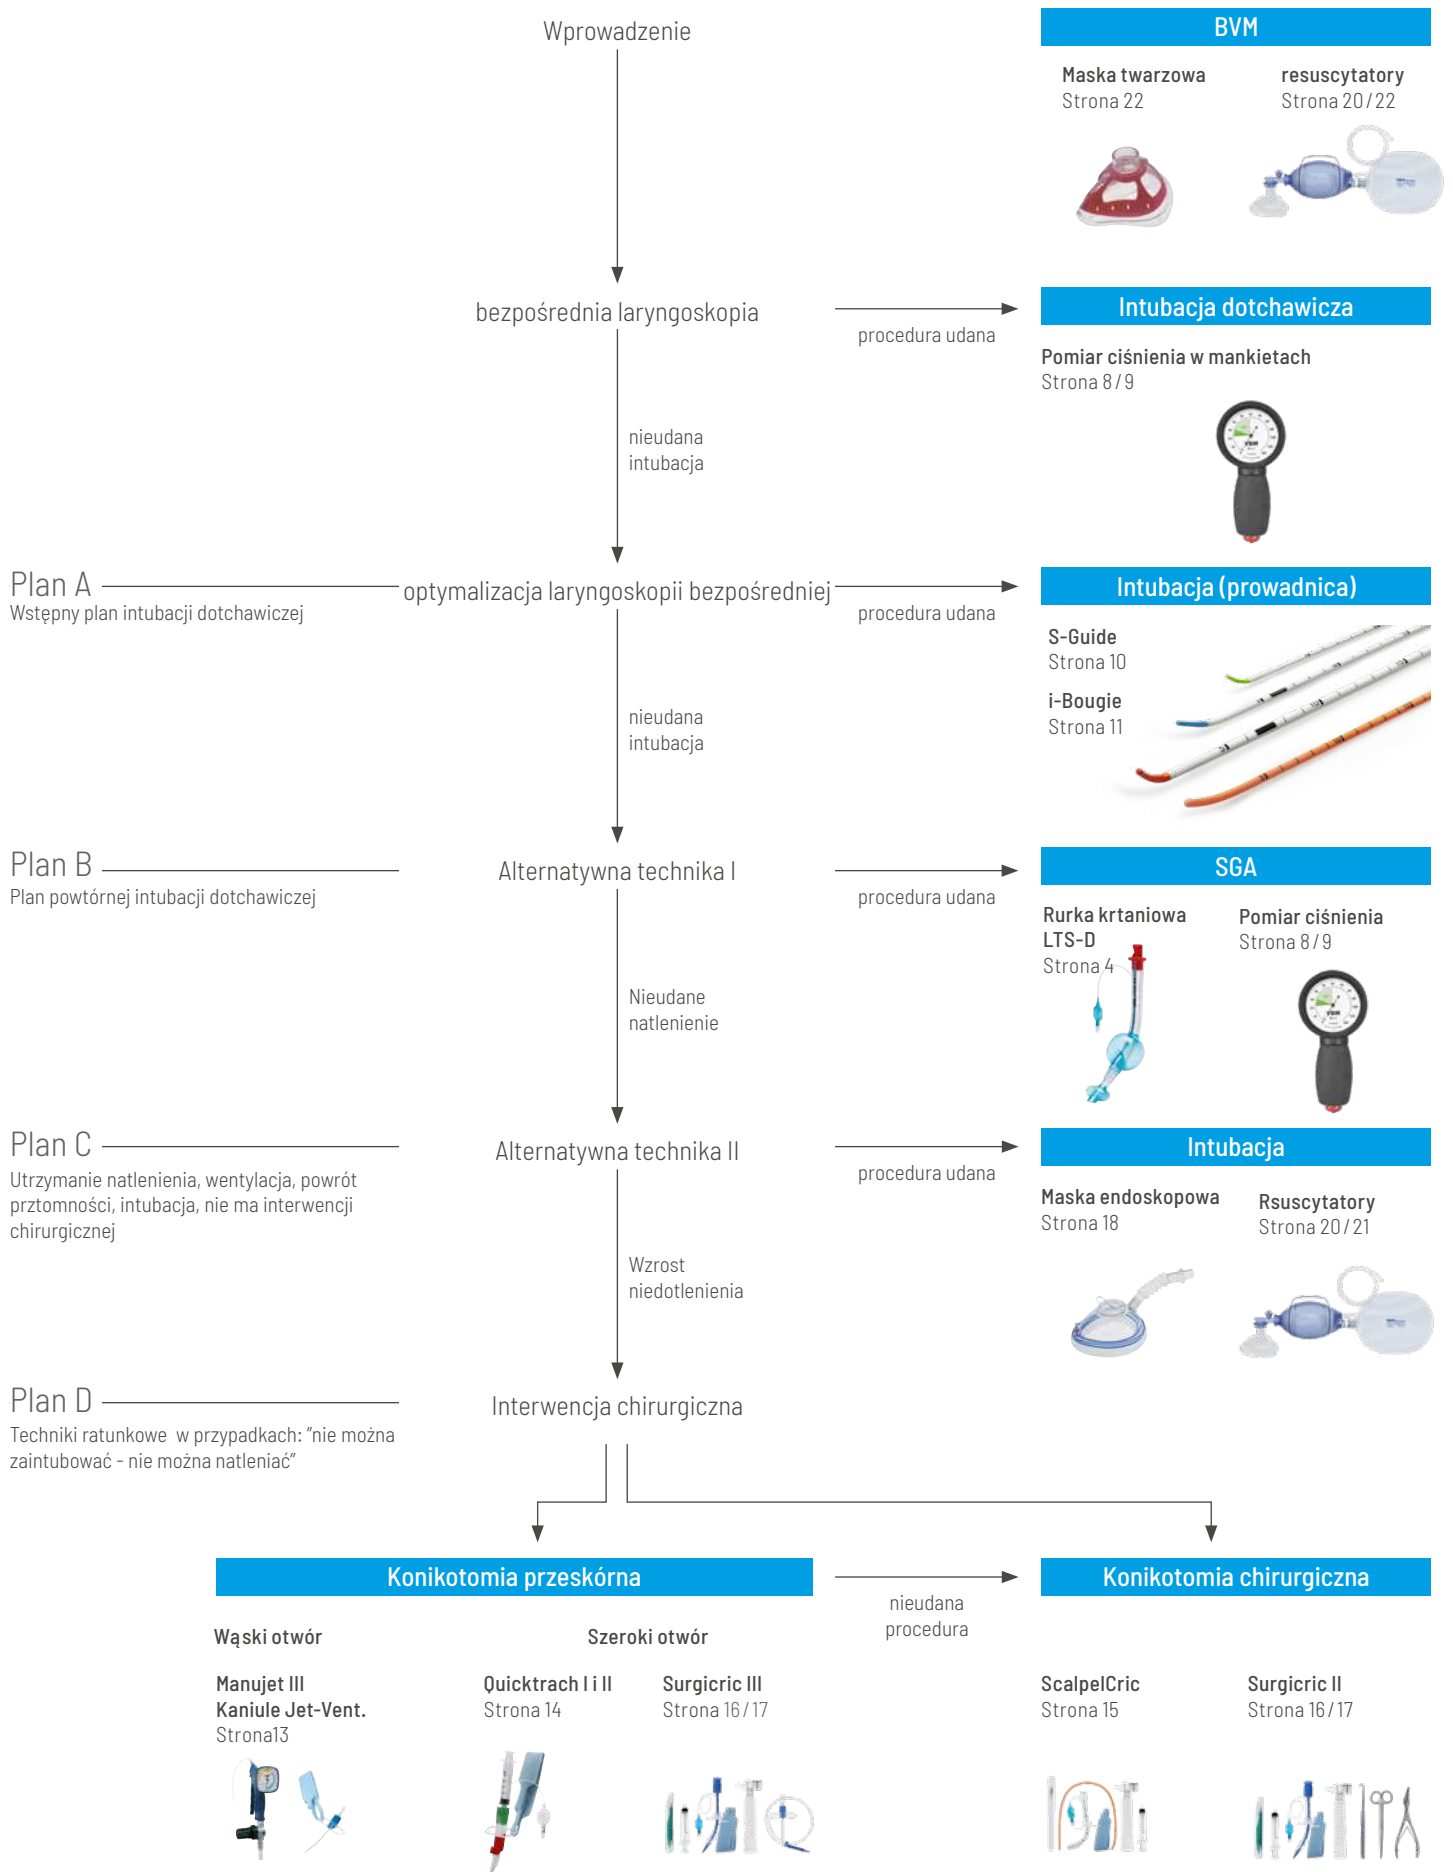 Wprowadzenie
BVM
Maska twarzowa
Strona 22
resuscytatory
Strona 20/22
bezpośrednia laryngoskopia
procedura udana
Intubacja dotchawicza
Pomiar ciśnienia w mankietach
Strona 8/9
nieudana
intubacja
Plan A
Wstępny plan intubacji dotchawiczej
optymalizacja laryngoskopii bezpośredniej
procedura udana
Intubacja (prowadnica)
S-Guide
Strona 10
i-Bougie
Strona 11
nieudana
intubacja
Plan B
Plan powtórnej intubacji dotchawiczej
Alternatywna technika I
procedura udana
SGA
Rurka krtaniowa
LTS-D
Strona 4
Pomiar ciśnienia
Strona 8/9
Nieudane
natlenienie
Plan C
Utrzymanie natlenienia, wentylacja, powrót
prztomności, intubacja, nie ma interwencji
chirurgicznej
Alternatywna technika II
procedura udana
Intubacja
Maska endoskopowa
Strona 18
Rsuscytatory
Strona 20/21
Wzrost
niedotlenienia
Plan D
Techniki ratunkowe w przypadkach: "nie można
zaintubować - nie można natleniać"
Interwencja chirurgiczna
Konikotomia przeskórna
nieudana
procedura
Konikotomia chirurgiczna
Wąski otwór
Szeroki otwór
Manujet III
Kaniule Jet-Vent.
Strona13
Quicktrach I i II
Strona 14
Surgicric III
Strona 16/17
ScalpelCric
Strona 15
Surgicric II
Strona 16/17